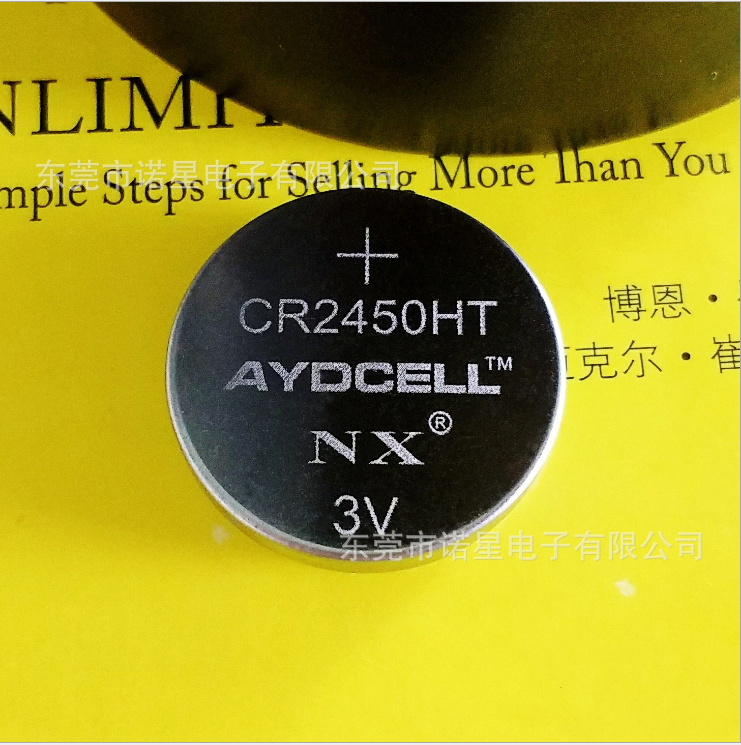 NLIMI
东莞市诺星电子有限公司
mple Steps for Selling More Than You
+
CR2450HT
AYDCELL™
NX®
3V
博恩·
克尔·崔
东莞市诺星电子有限公司